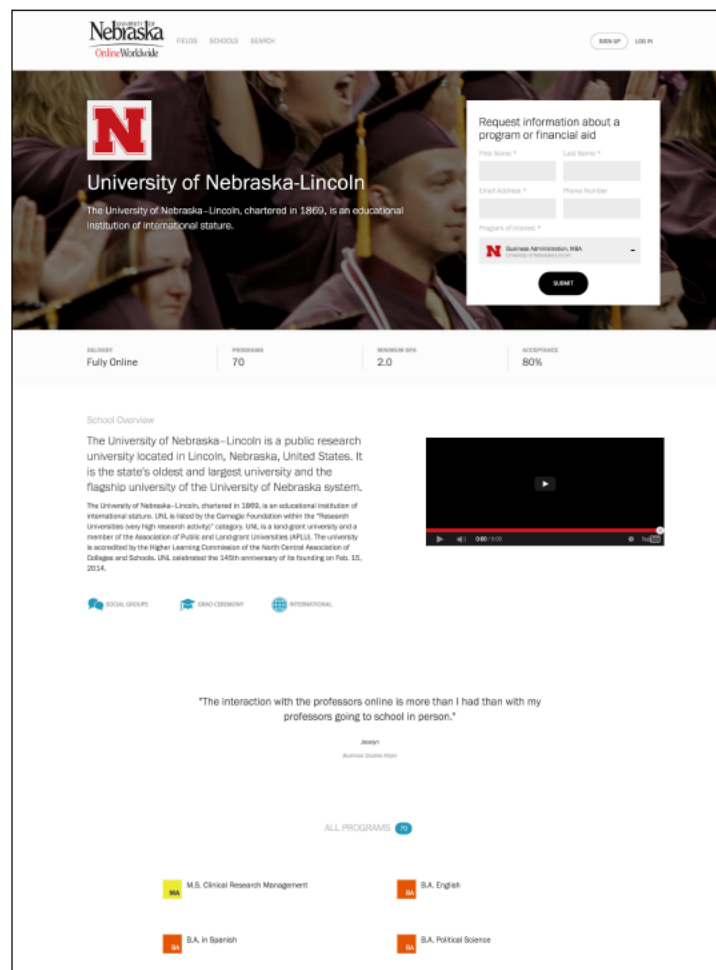 UNIVERSITY OF
Nebraska
OnlineWorldwide
FIELDS SCHOOLS SEARCH
SIGN UP LOG IN
N
University of Nebraska-Lincoln
The University of Nebraska–Lincoln, chartered in 1869, is an educational
institution of international stature.
Request information about a
program or financial aid
First Name * Last Name *
Email Address * Phone Number
Program of Interest *
N
Business Administration, MBA
University of Nebraska-Lincoln
SUBMIT
DELIVERY PROGRAMS MINIMUM GPA ACCEPTANCE
Fully Online 70 2.0 80%
School Overview
The University of Nebraska–Lincoln is a public research
university located in Lincoln, Nebraska, United States. It
is the state's oldest and largest university and the
flagship university of the University of Nebraska system.
The University of Nebraska–Lincoln, chartered in 1869, is an educational institution of
international stature. UNL is listed by the Carnegie Foundation within the "Research
Universities (very high research activity)" category. UNL is a land-grant university and a
member of the Association of Public and Land-grant Universities (APLU). The university
is accredited by the Higher Learning Commission of the North Central Association of
Colleges and Schools. UNL celebrated the 145th anniversary of its founding on Feb. 15,
2014.
0:00 / 0:00
SOCIAL GROUPS GRAD CEREMONY INTERNATIONAL
"The interaction with the professors online is more than I had than with my
professors going to school in person."
Jocelyn
Business Studies Major
ALL PROGRAMS 70
MA M.S. Clinical Research Management
BA B.A. English
BA B.A. in Spanish
BA B.A. Political Science